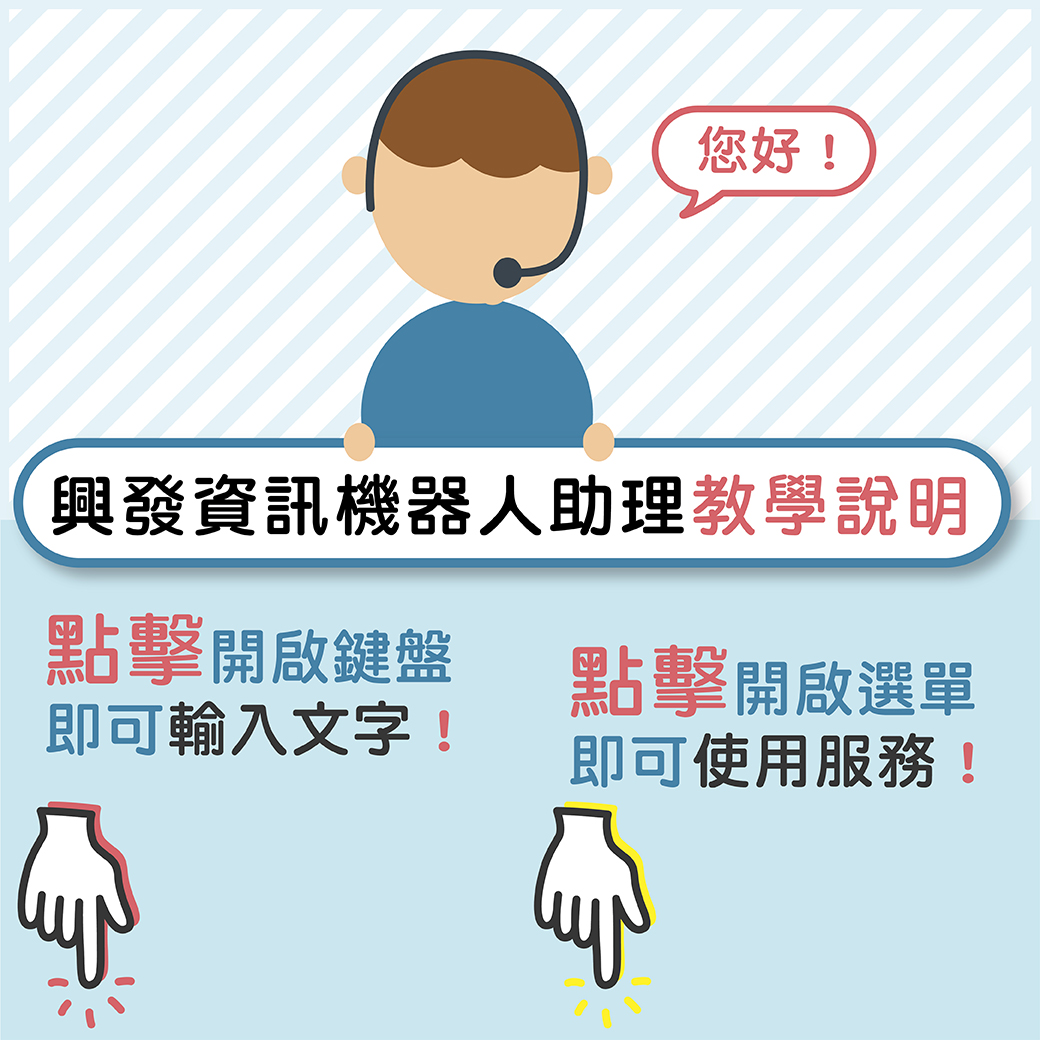 您好！
興發資訊機器人助理教學說明
點擊開啟鍵盤
即可輸入文字！
點擊開啟選單
即可使用服務！